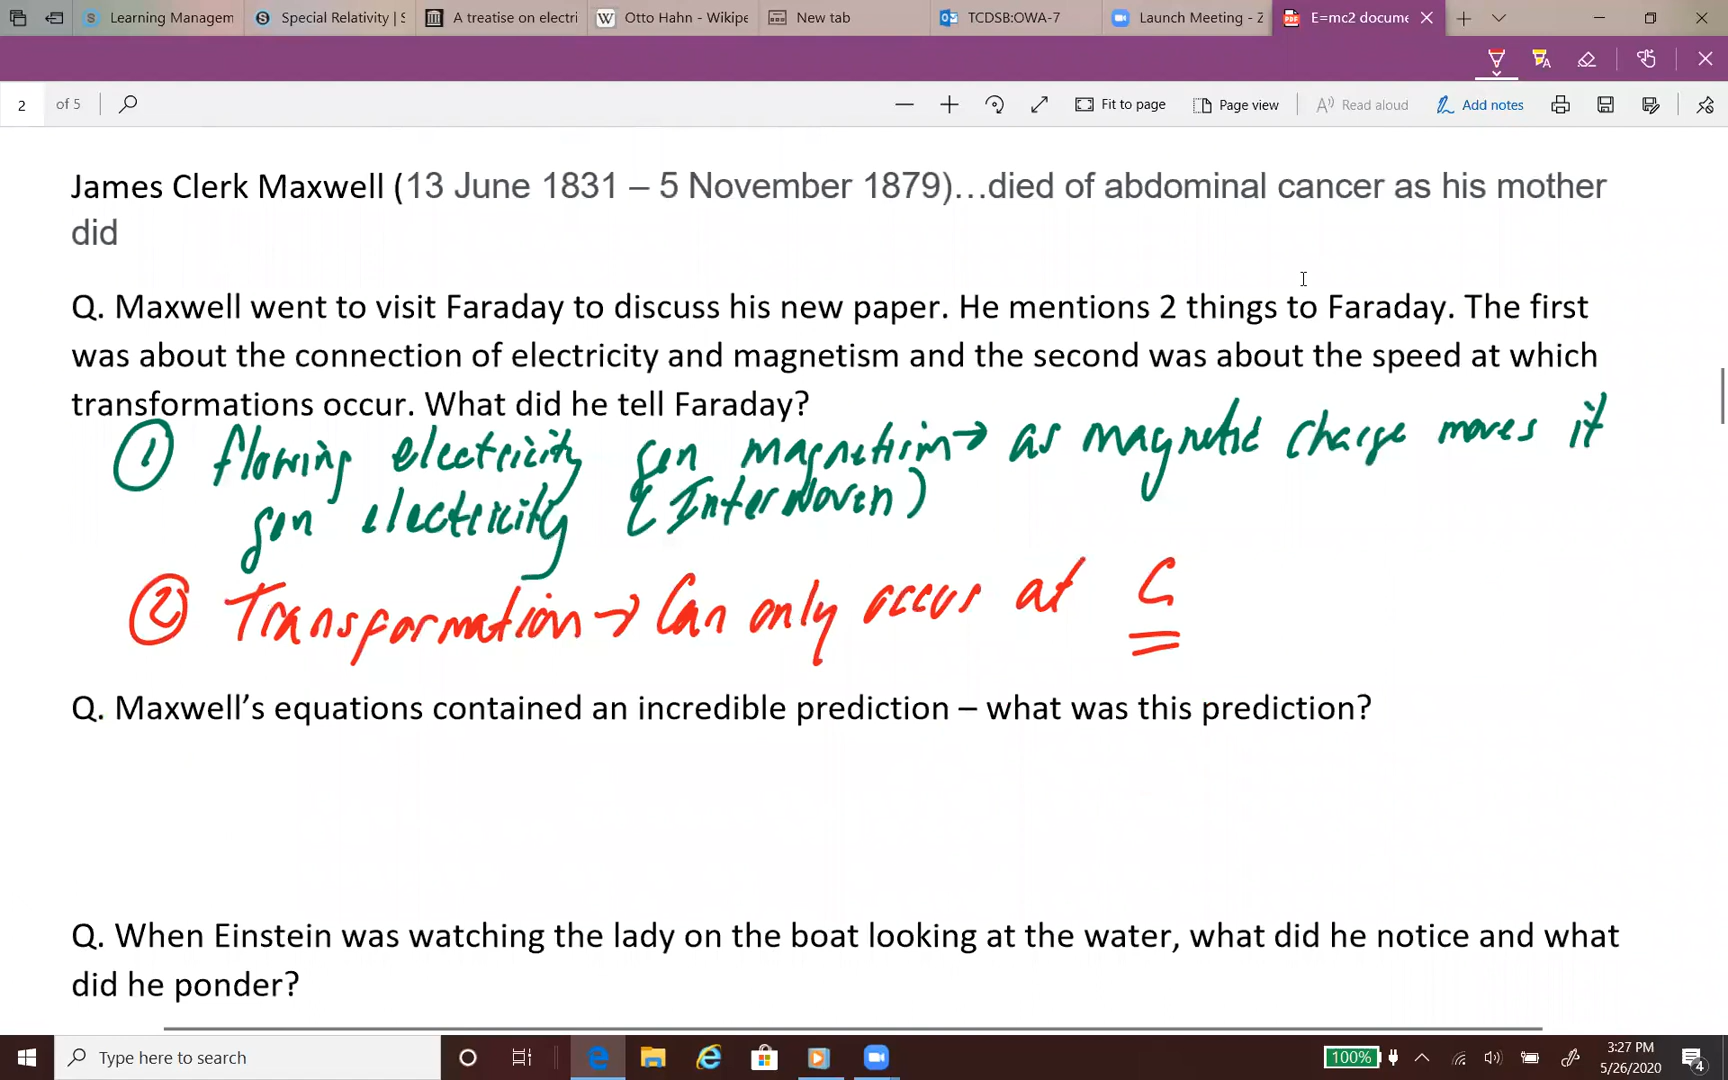 Learning Managem
Special Relativity | S
A treatise on electri
Otto Hahn - Wikipe
New tab
TCDSB:OWA-7
Launch Meeting - Z
E=mc2 docume
2 of 5
Fit to page
Page view
Read aloud
Add notes
James Clerk Maxwell (13 June 1831 – 5 November 1879)…died of abdominal cancer as his mother
did
Q. Maxwell went to visit Faraday to discuss his new paper. He mentions 2 things to Faraday. The first
was about the connection of electricity and magnetism and the second was about the speed at which
transformations occur. What did he tell Faraday?
① flowing electricity gen magnetism → as magnetic charge moves it
gen electricity (Interwoven)
② Transformation → Can only occur at C
Q. Maxwell’s equations contained an incredible prediction – what was this prediction?
Q. When Einstein was watching the lady on the boat looking at the water, what did he notice and what
did he ponder?
Type here to search
100%
3:27 PM
5/26/2020
4